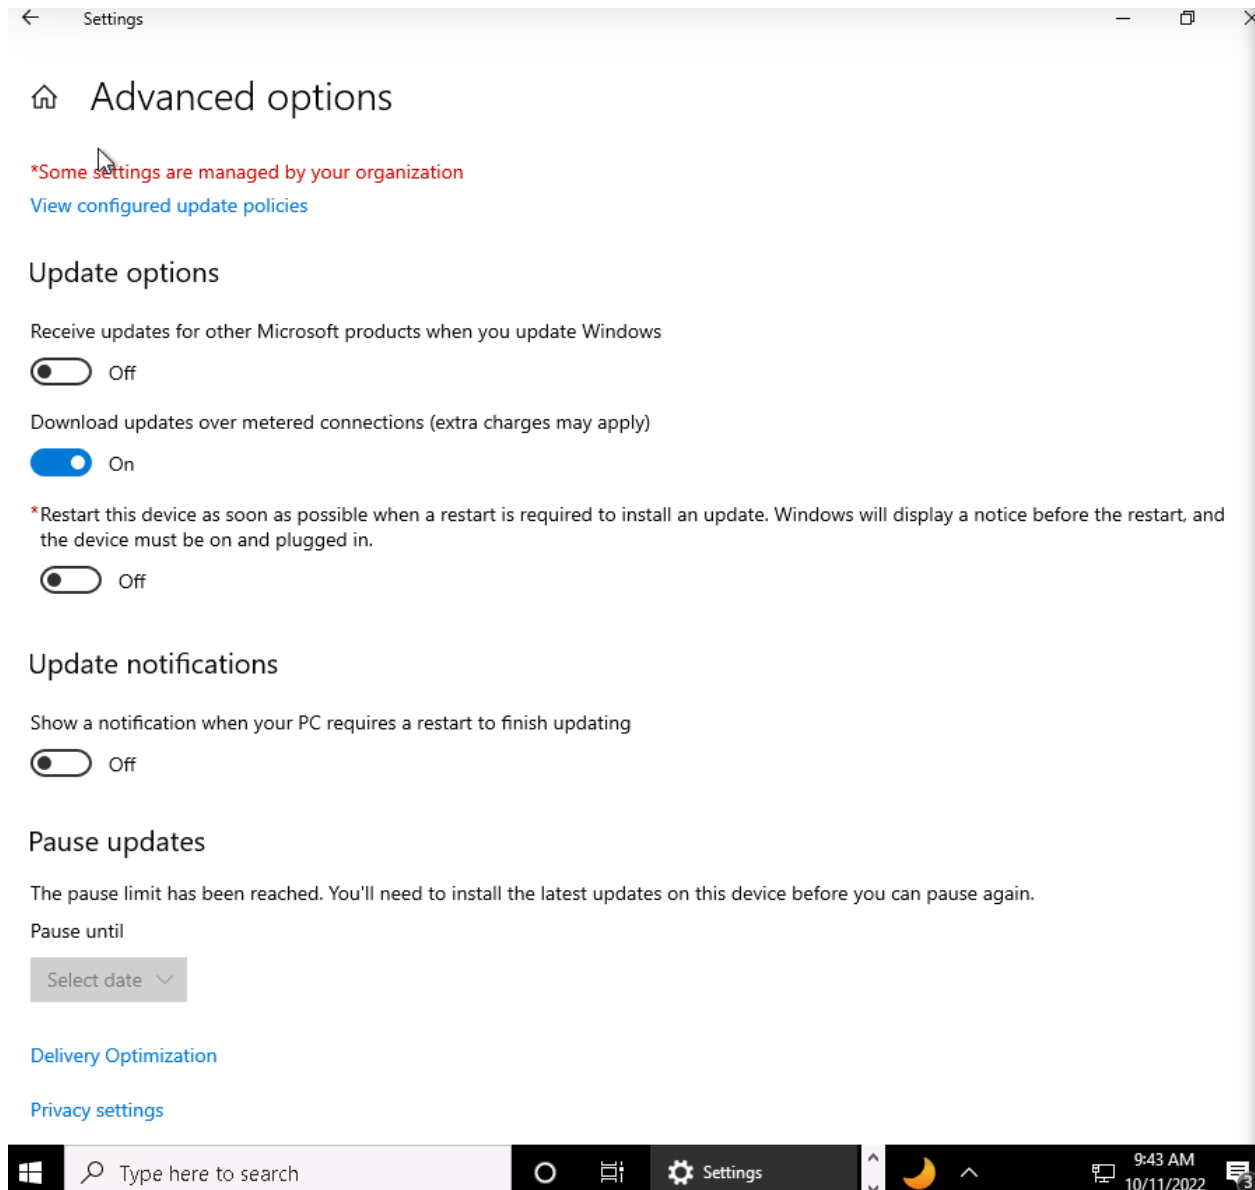 Settings
Advanced options
*Some settings are managed by your organization
View configured update policies
Update options
Receive updates for other Microsoft products when you update Windows
Off
Download updates over metered connections (extra charges may apply)
On
*Restart this device as soon as possible when a restart is required to install an update. Windows will display a notice before the restart, and
the device must be on and plugged in.
Off
Update notifications
Show a notification when your PC requires a restart to finish updating
Off
Pause updates
The pause limit has been reached. You'll need to install the latest updates on this device before you can pause again.
Pause until
Select date
Delivery Optimization
Privacy settings
Type here to search
Settings
9:43 AM
10/11/2022
3